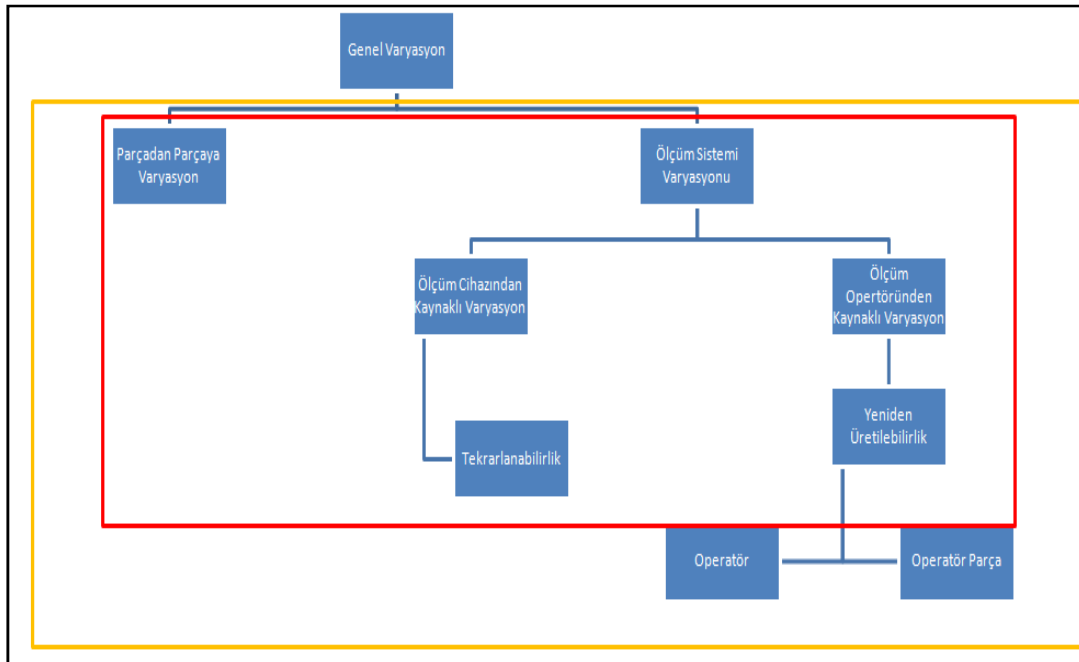 Genel Varyasyon
Parçadan Parçaya
Varyasyon
Ölçüm Sistemi
Varyasyonu
Ölçüm Cihazından
Kaynaklı Varyasyon
Ölçüm
Opertöründen
Kaynaklı Varyasyon
Yeniden
Üretilebilirlik
Tekrarlanabilirlik
Operatör
Operatör Parça